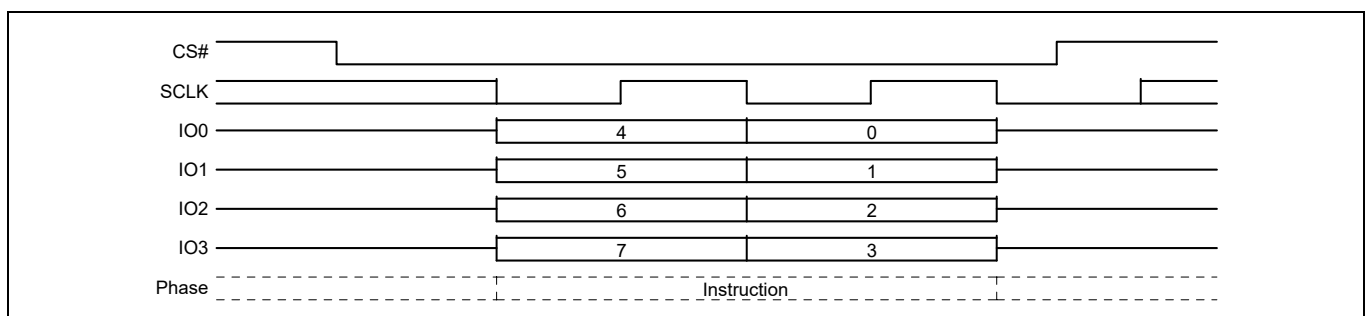 CS#
SCLK
IO0 4 0
IO1 5 1
IO2 6 2
IO3 7 3
Phase Instruction